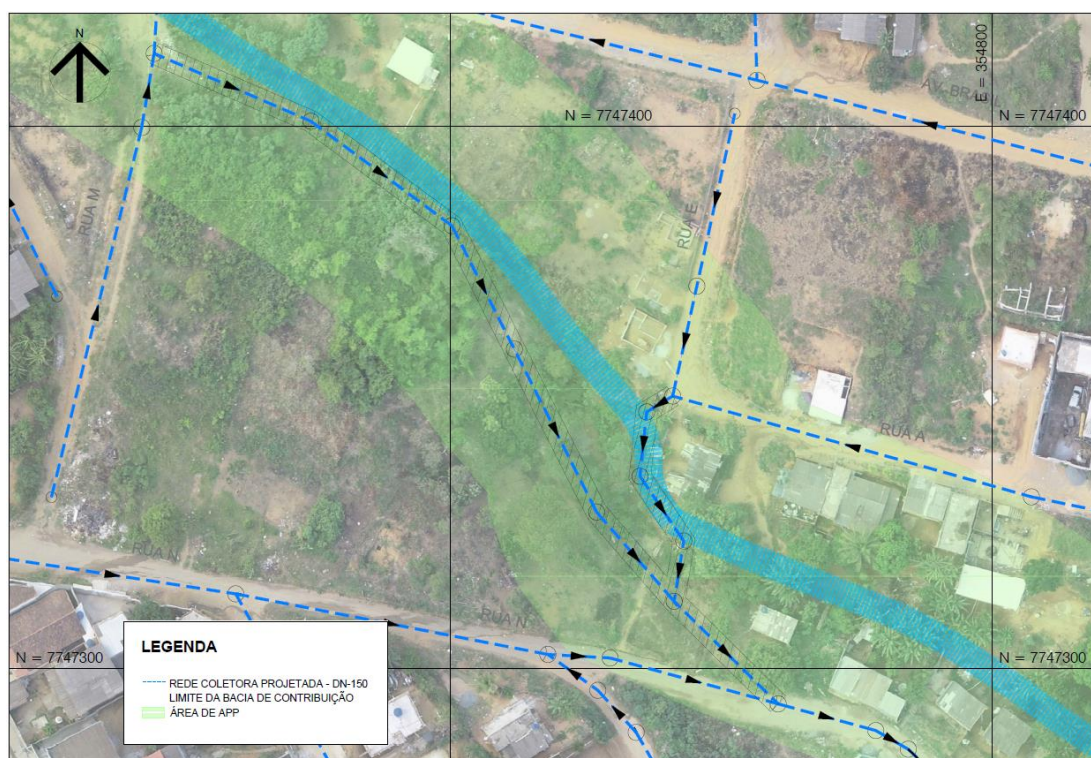 N
E = 354800
AV. BRASIL
N = 7747400
N = 7747400
RUA M
RUA E
RUA A
RUA N
RUA N
N = 7747300
N = 7747300
LEGENDA
REDE COLETORA PROJETADA - DN-150
LIMITE DA BACIA DE CONTRIBUIÇÃO
ÁREA DE APP